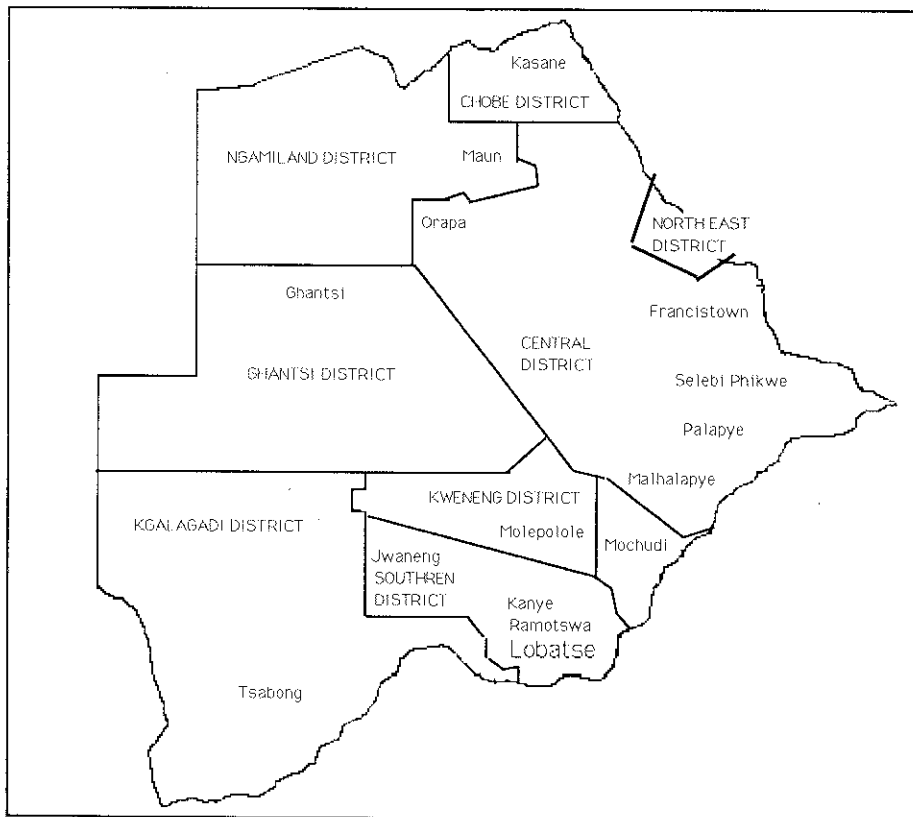 Kasane
CHOBE DISTRICT
NGAMILAND DISTRICT
Maun
Orapa
NORTH EAST
DISTRICT
Ghantsi
Francistown
CENTRAL
DISTRICT
GHANTSI DISTRICT
Selebi Phikwe
Palapye
Malhalapye
KWENENG DISTRICT
KGALAGADI DISTRICT
Molepolole
Mochudi
Jwaneng
SOUTHREN
DISTRICT
Kanye
Ramotswa
Lobatse
Tsabong